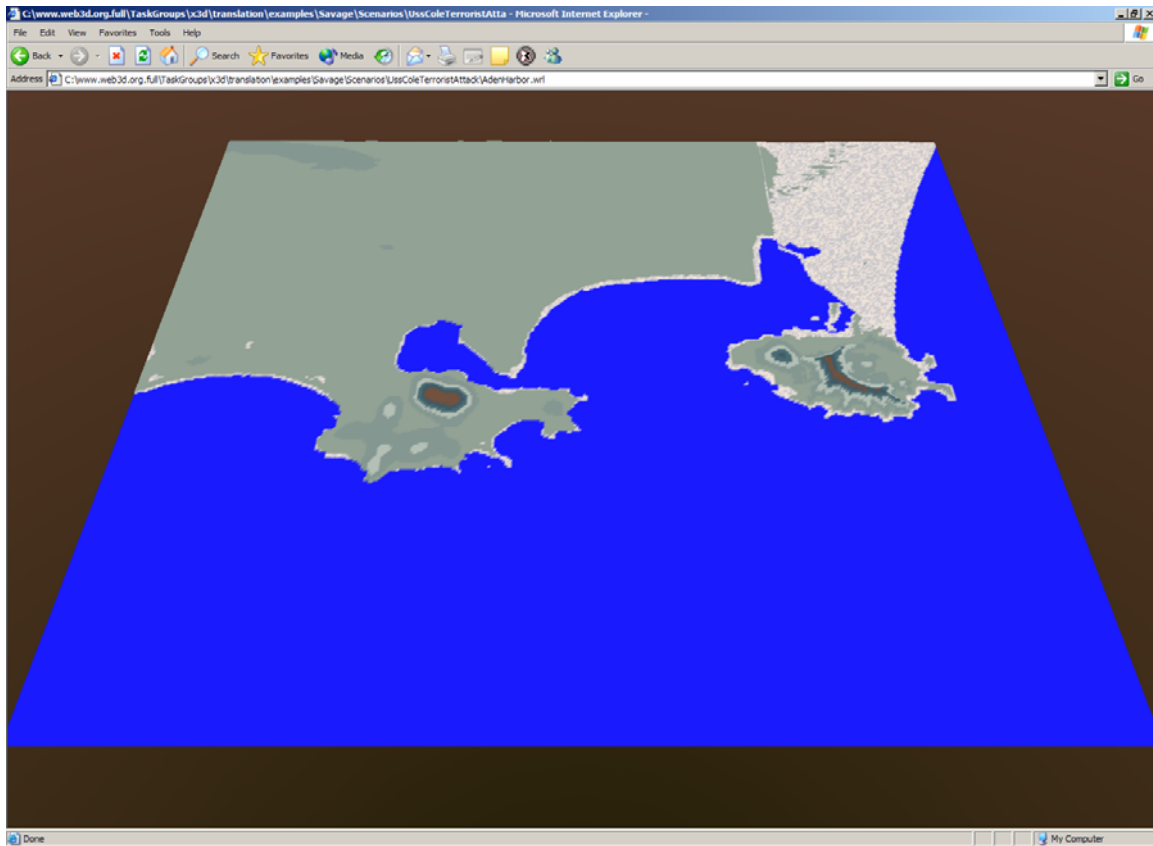 C:\www.web3d.org.full\TaskGroups\x3d\translation\examples\Savage\Scenarios\UssColeTerroristAtta - Microsoft Internet Explorer -
File Edit View Favorites Tools Help
Back Search Favorites Media
Address C:\www.web3d.org.full\TaskGroups\x3d\translation\examples\Savage\Scenarios\UssColeTerroristAttack\AdenHarbor.wrl Go
Done My Computer